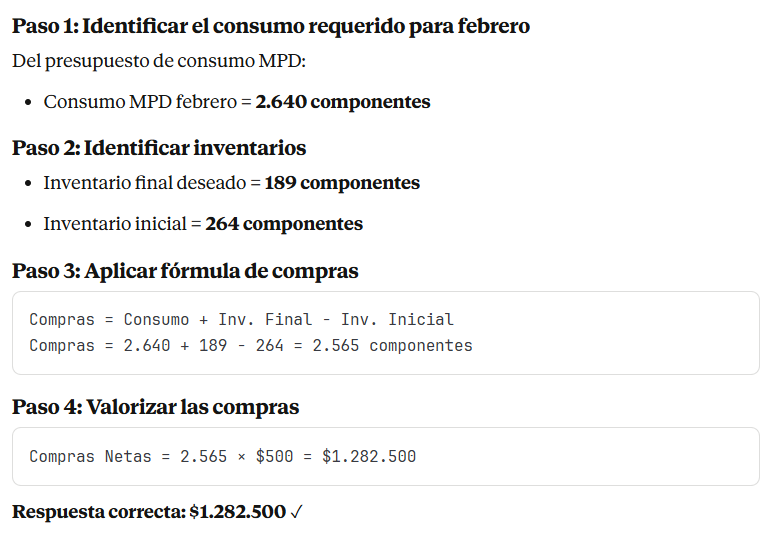 Paso 1: Identificar el consumo requerido para febrero
Del presupuesto de consumo MPD:
• Consumo MPD febrero = 2.640 componentes
Paso 2: Identificar inventarios
• Inventario final deseado = 189 componentes
• Inventario inicial = 264 componentes
Paso 3: Aplicar fórmula de compras
Compras = Consumo + Inv. Final - Inv. Inicial
Compras = 2.640 + 189 - 264 = 2.565 componentes
Paso 4: Valorizar las compras
Compras Netas = 2.565 × $500 = $1.282.500
Respuesta correcta: $1.282.500 ✓